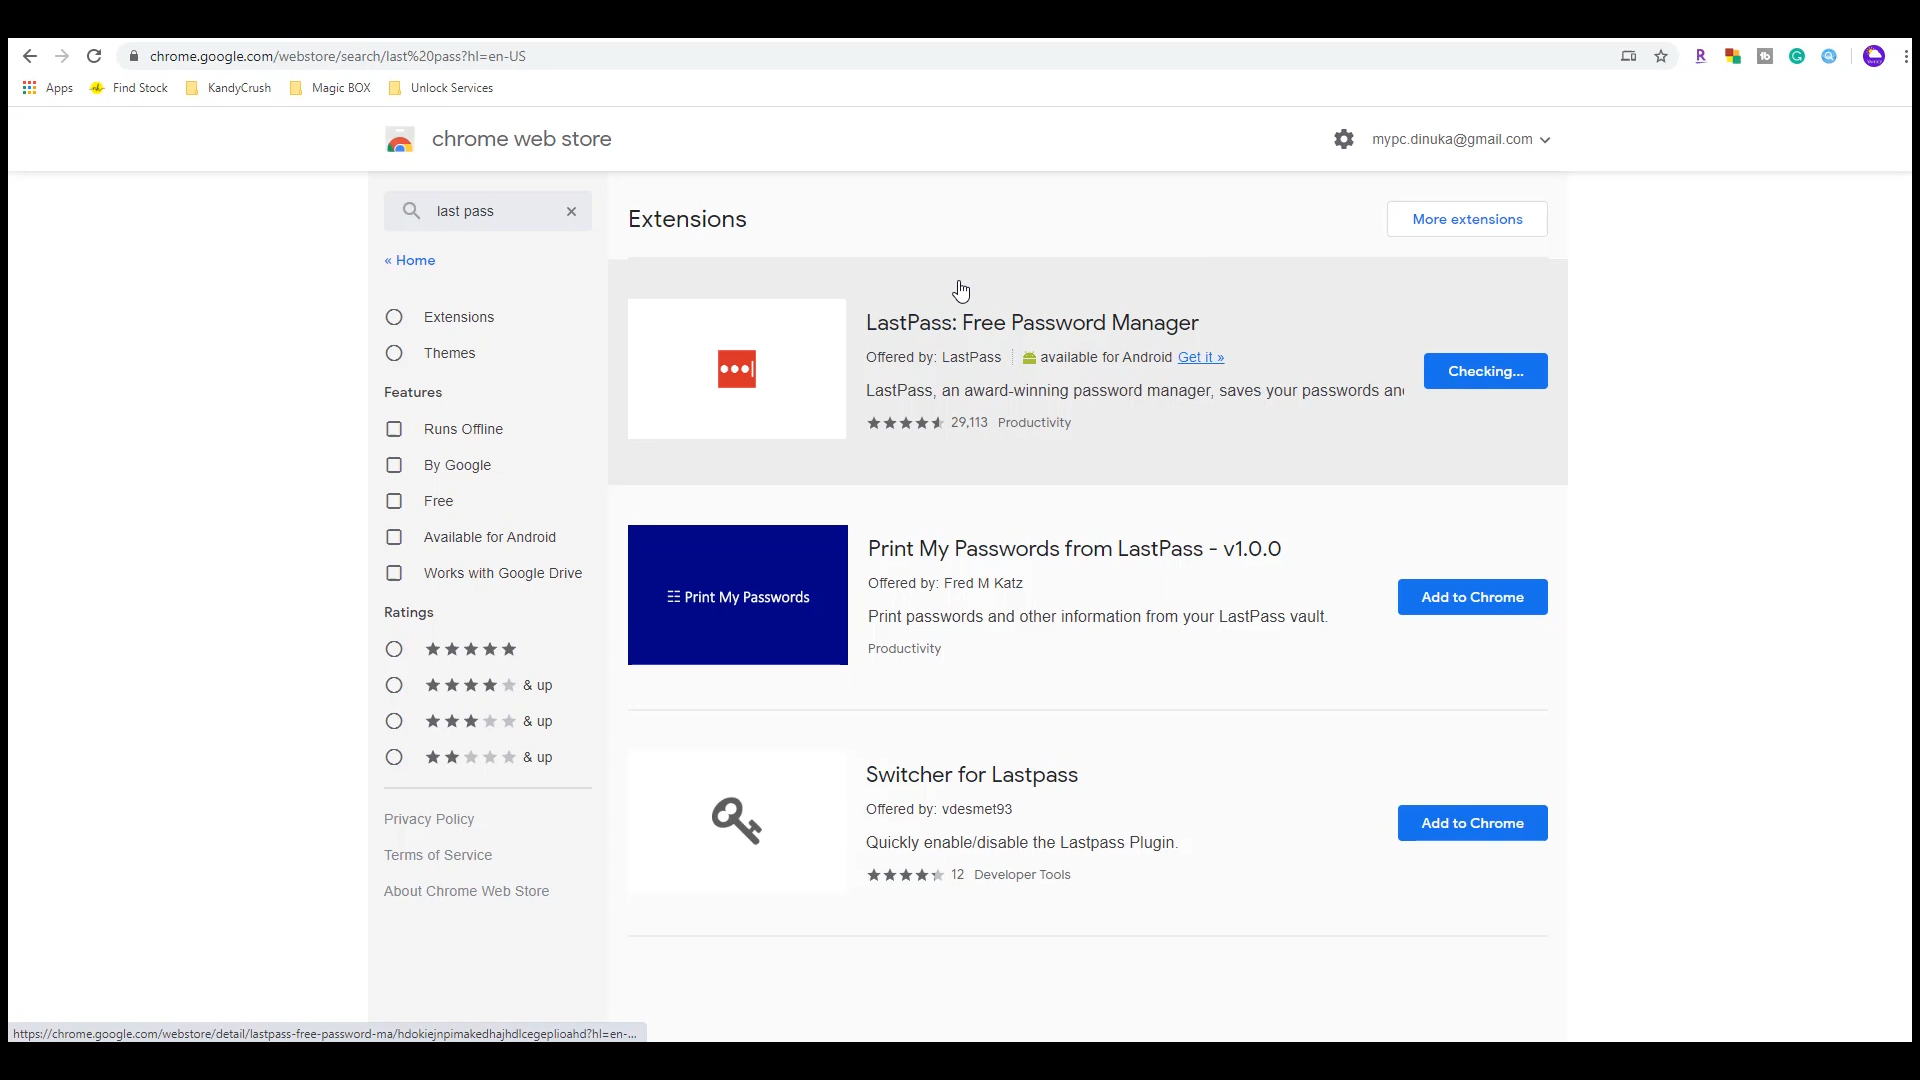 chrome.google.com/webstore/search/last%20pass?hl=en-US
Apps Find Stock KandyCrush Magic BOX Unlock Services
chrome web store
mypc.dinuka@gmail.com
last pass
« Home
Extensions
Themes
Features
Runs Offline
By Google
Free
Available for Android
Works with Google Drive
Ratings
& up
& up
& up
Privacy Policy
Terms of Service
About Chrome Web Store
Extensions
More extensions
LastPass: Free Password Manager
Offered by: LastPass available for Android Get it »
Checking...
LastPass, an award-winning password manager, saves your passwords and
29,113 Productivity
Print My Passwords
Print My Passwords from LastPass - v1.0.0
Offered by: Fred M Katz
Add to Chrome
Print passwords and other information from your LastPass vault.
Productivity
Switcher for Lastpass
Offered by: vdesmet93
Add to Chrome
Quickly enable/disable the Lastpass Plugin.
12 Developer Tools
https://chrome.google.com/webstore/detail/lastpass-free-password-ma/hdokiejnpimakedhajhdlcegeplioahd?hl=en-...